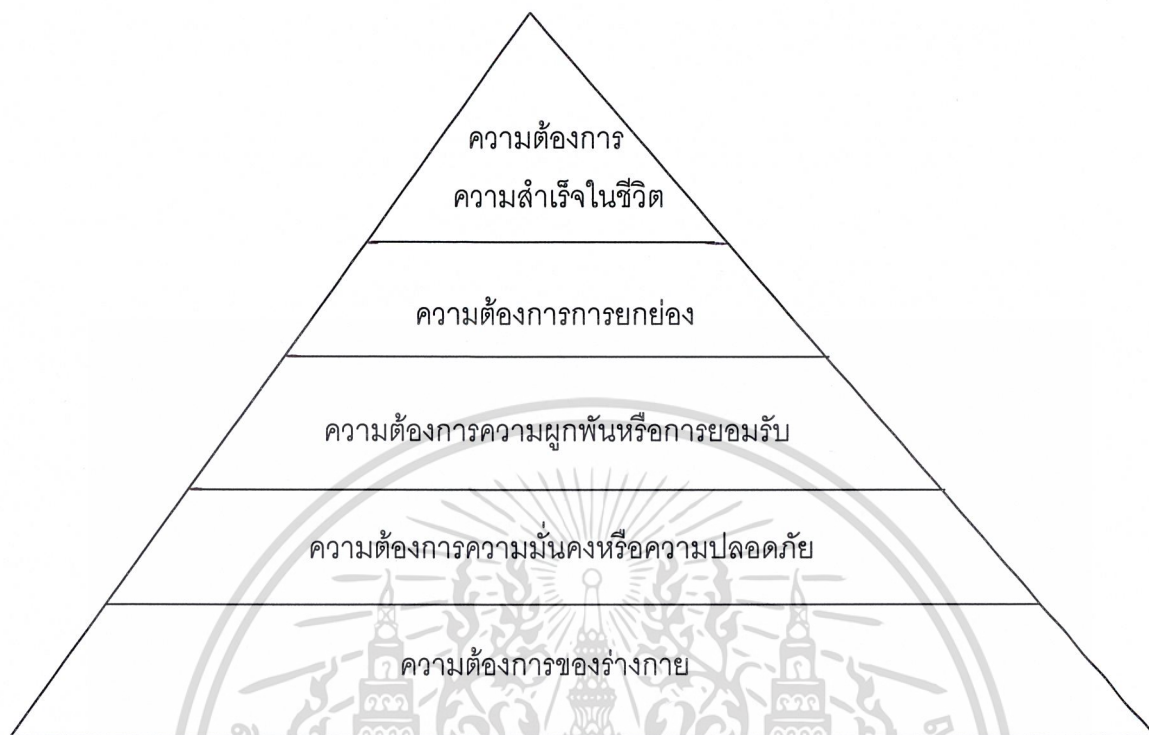 ความต้องการ
ความสำเร็จในชีวิต
ความต้องการการยกย่อง
ความต้องการความผูกพันหรือการยอมรับ
ความต้องการความมั่นคงหรือความปลอดภัย
ความต้องการของร่างกาย